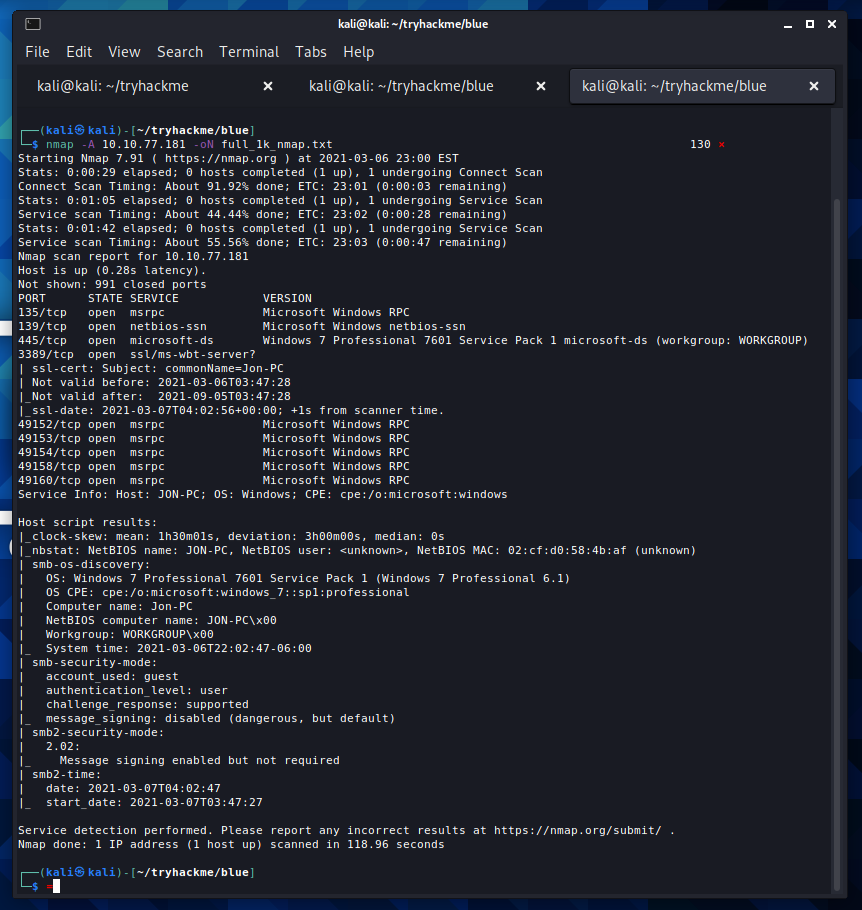 kali@kali: ~/tryhackme/blue
File Edit View Search Terminal Tabs Help
kali@kali: ~/tryhackme × kali@kali: ~/tryhackme/blue × kali@kali: ~/tryhackme/blue ×
┌──(kali㉿kali)-[~/tryhackme/blue]
└─$ nmap -A 10.10.77.181 -oN full_1k_nmap.txt 130 ⨯
Starting Nmap 7.91 ( https://nmap.org ) at 2021-03-06 23:00 EST
Stats: 0:00:29 elapsed; 0 hosts completed (1 up), 1 undergoing Connect Scan
Connect Scan Timing: About 91.92% done; ETC: 23:01 (0:00:03 remaining)
Stats: 0:01:05 elapsed; 0 hosts completed (1 up), 1 undergoing Service Scan
Service scan Timing: About 44.44% done; ETC: 23:02 (0:00:28 remaining)
Stats: 0:01:42 elapsed; 0 hosts completed (1 up), 1 undergoing Service Scan
Service scan Timing: About 55.56% done; ETC: 23:03 (0:00:47 remaining)
Nmap scan report for 10.10.77.181
Host is up (0.28s latency).
Not shown: 991 closed ports
PORT STATE SERVICE VERSION
135/tcp open msrpc Microsoft Windows RPC
139/tcp open netbios-ssn Microsoft Windows netbios-ssn
445/tcp open microsoft-ds Windows 7 Professional 7601 Service Pack 1 microsoft-ds (workgroup: WORKGROUP)
3389/tcp open ssl/ms-wbt-server?
| ssl-cert: Subject: commonName=Jon-PC
| Not valid before: 2021-03-06T03:47:28
|_Not valid after: 2021-09-05T03:47:28
|_ssl-date: 2021-03-07T04:02:56+00:00; +1s from scanner time.
49152/tcp open msrpc Microsoft Windows RPC
49153/tcp open msrpc Microsoft Windows RPC
49154/tcp open msrpc Microsoft Windows RPC
49158/tcp open msrpc Microsoft Windows RPC
49160/tcp open msrpc Microsoft Windows RPC
Service Info: Host: JON-PC; OS: Windows; CPE: cpe:/o:microsoft:windows
Host script results:
|_clock-skew: mean: 1h30m01s, deviation: 3h00m00s, median: 0s
|_nbstat: NetBIOS name: JON-PC, NetBIOS user: <unknown>, NetBIOS MAC: 02:cf:d0:58:4b:af (unknown)
| smb-os-discovery:
| OS: Windows 7 Professional 7601 Service Pack 1 (Windows 7 Professional 6.1)
| OS CPE: cpe:/o:microsoft:windows_7::sp1:professional
| Computer name: Jon-PC
| NetBIOS computer name: JON-PC\x00
| Workgroup: WORKGROUP\x00
|_ System time: 2021-03-06T22:02:47-06:00
| smb-security-mode:
| account_used: guest
| authentication_level: user
| challenge_response: supported
|_ message_signing: disabled (dangerous, but default)
| smb2-security-mode:
| 2.02:
|_ Message signing enabled but not required
| smb2-time:
| date: 2021-03-07T04:02:47
|_ start_date: 2021-03-07T03:47:27
Service detection performed. Please report any incorrect results at https://nmap.org/submit/ .
Nmap done: 1 IP address (1 host up) scanned in 118.96 seconds
┌──(kali㉿kali)-[~/tryhackme/blue]
└─$ =